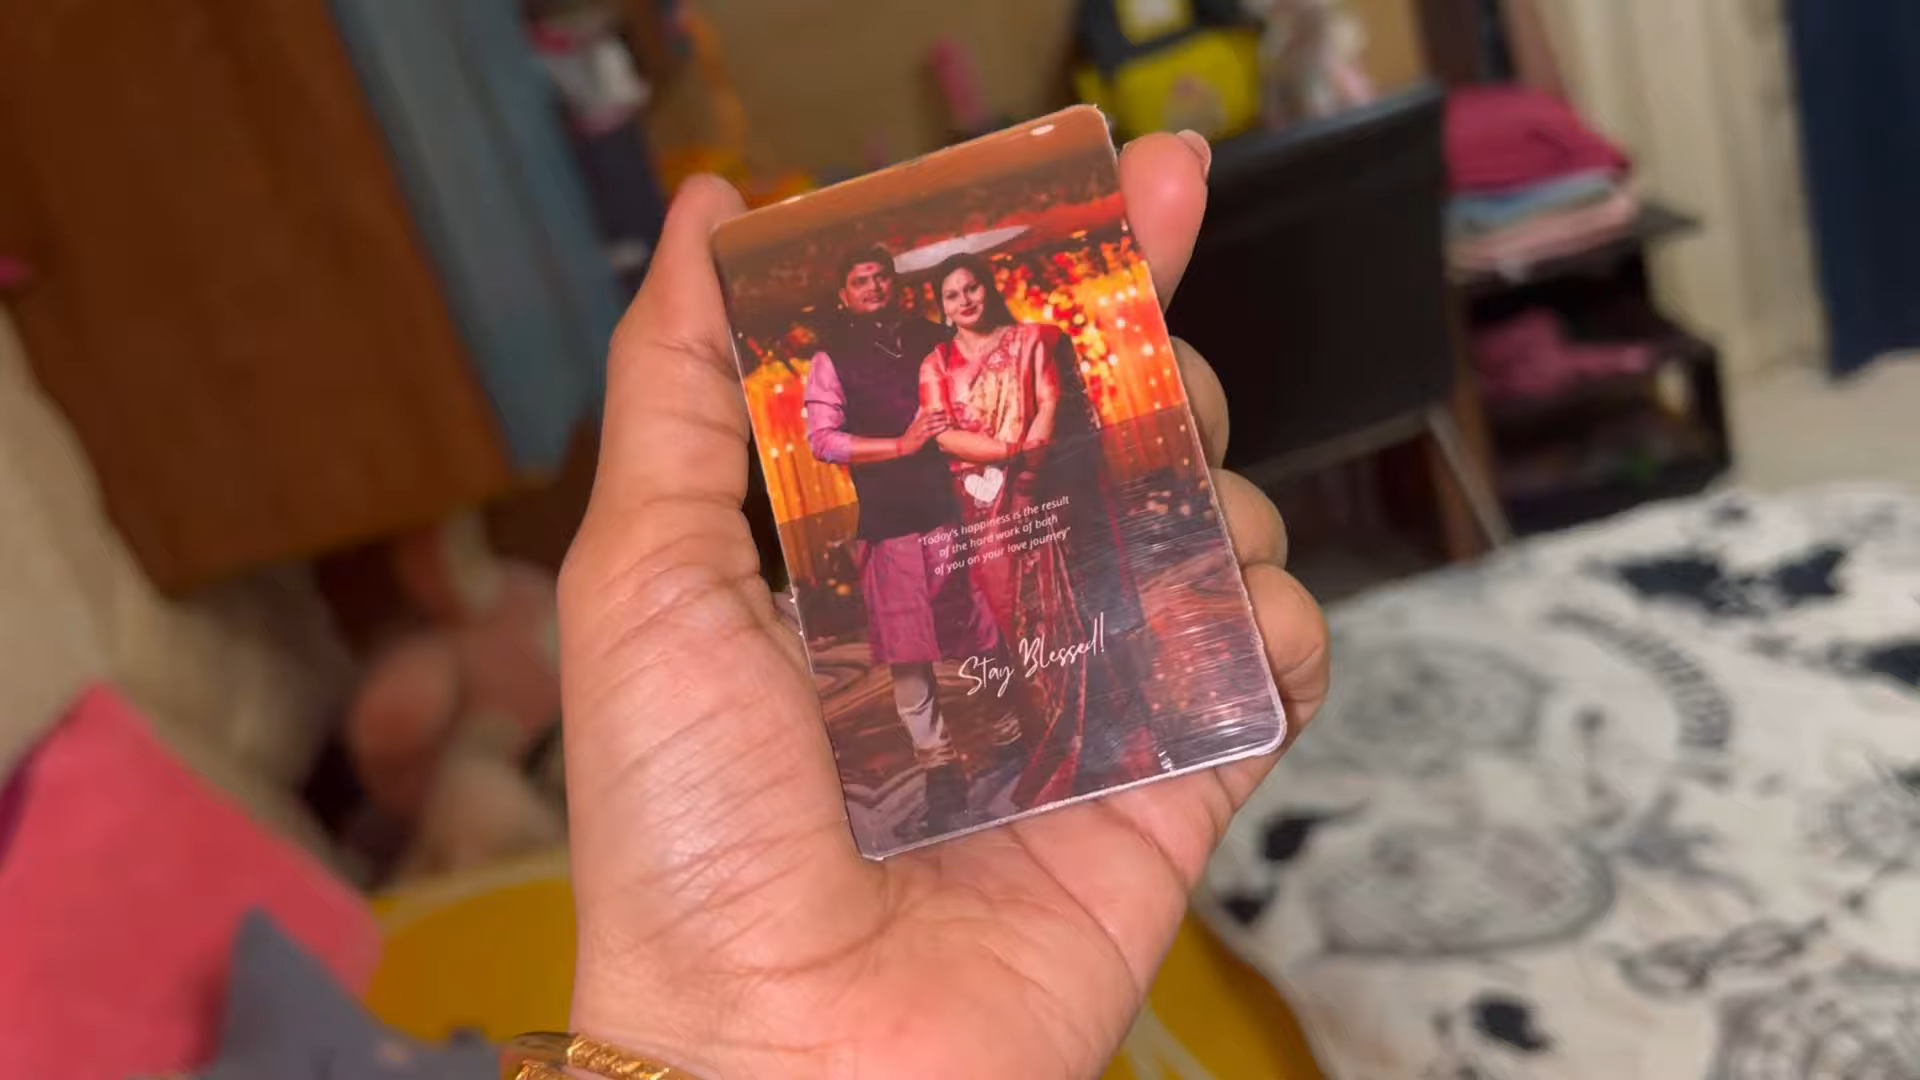 "Today's happiness is the result
of the hard work of both
of you on your love journey"
Stay Blessed!